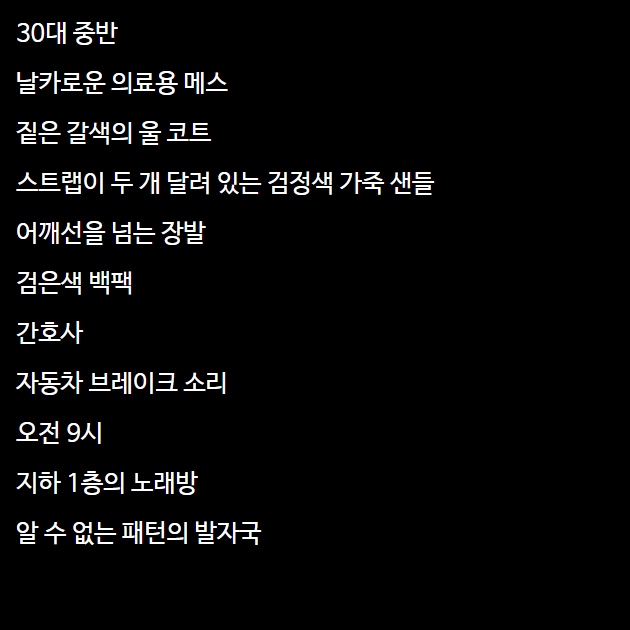 30대 중반
날카로운 의료용 메스
짙은 갈색의 울 코트
스트랩이 두 개 달려 있는 검정색 가죽 샌들
어깨선을 넘는 장발
검은색 백팩
간호사
자동차 브레이크 소리
오전 9시
지하 1층의 노래방
알 수 없는 패턴의 발자국